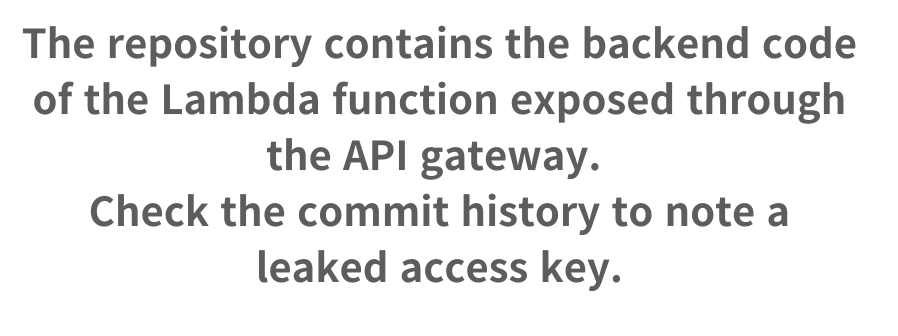 The repository contains the backend code
of the Lambda function exposed through
the API gateway.
Check the commit history to note a
leaked access key.